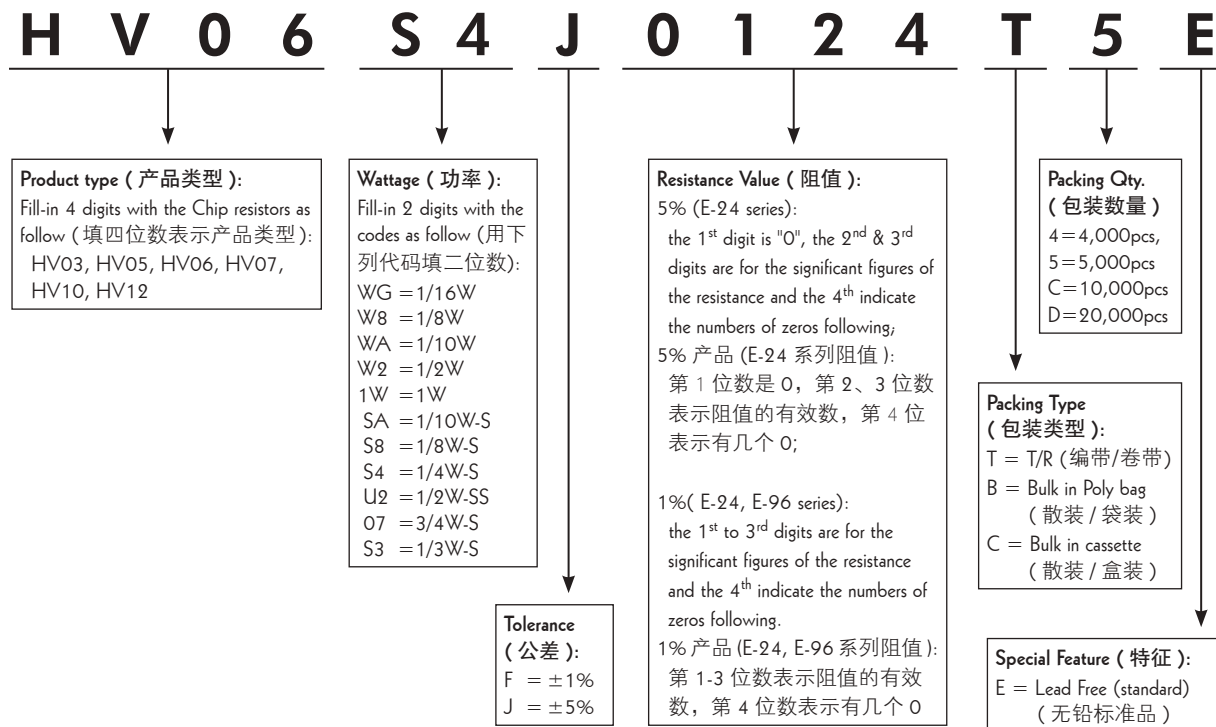 H V 0 6 S 4 J 0 1 2 4 T 5 E
Product type ( 产品类型 ):
Fill-in 4 digits with the Chip resistors as
follow ( 填四位数表示产品类型 ):
HV03, HV05, HV06, HV07,
HV10, HV12
Wattage ( 功率 ):
Fill-in 2 digits with the
codes as follow (用下
列代码填二位数):
WG =1/16W
W8 =1/8W
WA =1/10W
W2 =1/2W
1W =1W
SA =1/10W-S
S8 =1/8W-S
S4 =1/4W-S
U2 =1/2W-SS
07 =3/4W-S
S3 =1/3W-S
Tolerance
( 公差 ):
F = ±1%
J = ±5%
Resistance Value ( 阻值 ):
5% (E-24 series):
the 1st digit is "0", the 2nd & 3rd
digits are for the significant figures of
the resistance and the 4th indicate
the numbers of zeros following;
5% 产品 (E-24 系列阻值 ):
第 1 位数是 0，第 2、3 位数
表示阻值的有效数，第 4 位
表示有几个 0;
1%( E-24, E-96 series):
the 1st to 3rd digits are for the
significant figures of the resistance
and the 4th indicate the numbers of
zeros following.
1% 产品 (E-24, E-96 系列阻值 ):
第 1-3 位数表示阻值的有效
数，第 4 位数表示有几个 0
Packing Qty.
( 包装数量 )
4=4,000pcs,
5=5,000pcs
C=10,000pcs
D=20,000pcs
Packing Type
( 包装类型 ):
T = T/R (编带/卷带)
B = Bulk in Poly bag
( 散装 / 袋装 )
C = Bulk in cassette
( 散装 / 盒装 )
Special Feature ( 特征 ):
E = Lead Free (standard)
( 无铅标准品 )